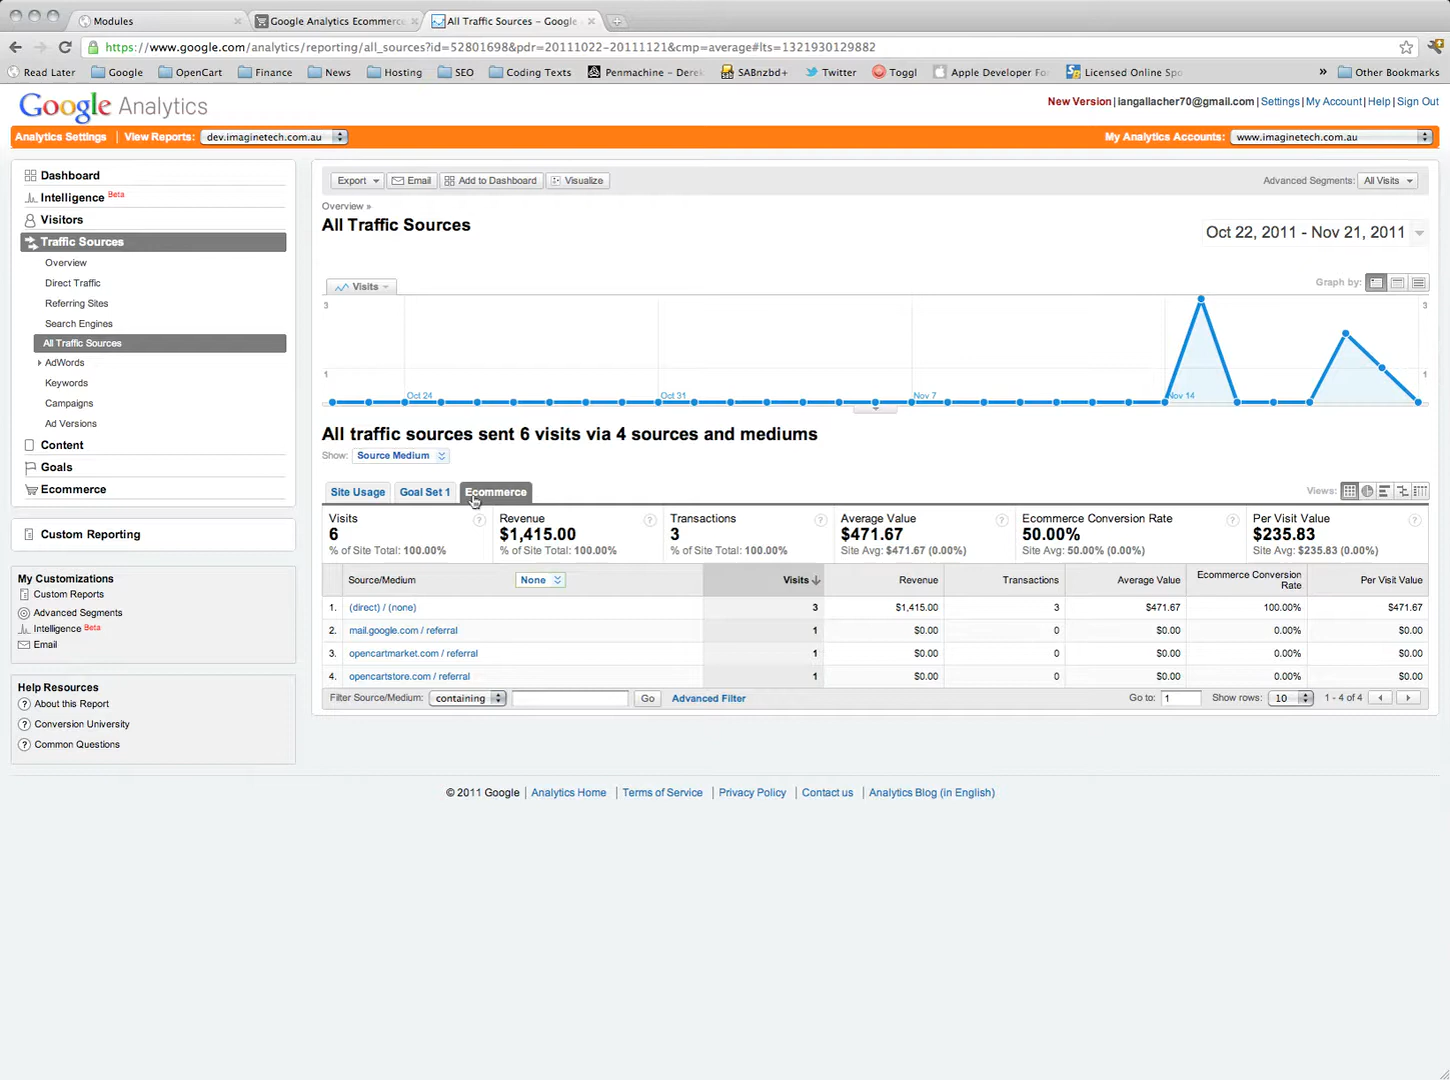 Modules
Google Analytics Ecommerce
All Traffic Sources – Google
https://www.google.com/analytics/reporting/all_sources?id=52801698&pdr=20111022-20111121&cmp=average#lts=1321930129882
Read Later Google OpenCart Finance News Hosting SEO Coding Texts Penmachine – Derek SABnzbd+ Twitter Toggl Apple Developer Fo Licensed Online Spo » Other Bookmarks
Google Analytics
New Version | iangallacher70@gmail.com | Settings | My Account | Help | Sign Out
Analytics Settings | View Reports: dev.imaginetech.com.au My Analytics Accounts: www.imaginetech.com.au
Dashboard
Intelligence Beta
Visitors
Traffic Sources
Overview
Direct Traffic
Referring Sites
Search Engines
All Traffic Sources
AdWords
Keywords
Campaigns
Ad Versions
Content
Goals
Ecommerce
Custom Reporting
My Customizations
Custom Reports
Advanced Segments
Intelligence Beta
Email
Help Resources
About this Report
Conversion University
Common Questions
Export Email Add to Dashboard Visualize Advanced Segments: All Visits
Overview »
All Traffic Sources
Oct 22, 2011 - Nov 21, 2011
Visits Graph by:
3 3
1 1
Oct 24 Oct 31 Nov 7 Nov 14
All traffic sources sent 6 visits via 4 sources and mediums
Show: Source Medium
Site Usage Goal Set 1 Ecommerce Views:
Visits Revenue Transactions Average Value Ecommerce Conversion Rate Per Visit Value
6 $1,415.00 3 $471.67 50.00% $235.83
% of Site Total: 100.00% % of Site Total: 100.00% % of Site Total: 100.00% Site Avg: $471.67 (0.00%) Site Avg: 50.00% (0.00%) Site Avg: $235.83 (0.00%)
Source/Medium None Visits Revenue Transactions Average Value Ecommerce Conversion Rate Per Visit Value
1. (direct) / (none) 3 $1,415.00 3 $471.67 100.00% $471.67
2. mail.google.com / referral 1 $0.00 0 $0.00 0.00% $0.00
3. opencartmarket.com / referral 1 $0.00 0 $0.00 0.00% $0.00
4. opencartstore.com / referral 1 $0.00 0 $0.00 0.00% $0.00
Filter Source/Medium: containing Go Advanced Filter Go to: 1 Show rows: 10 1 - 4 of 4
© 2011 Google | Analytics Home | Terms of Service | Privacy Policy | Contact us | Analytics Blog (in English)